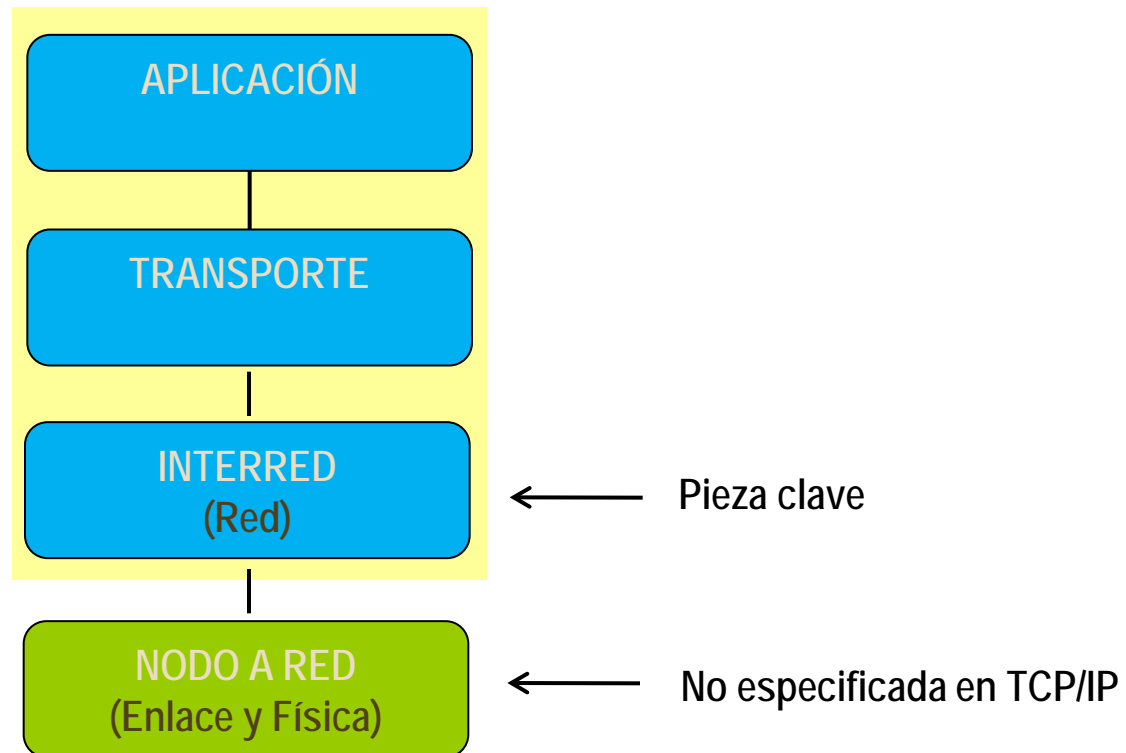 APLICACIÓN
TRANSPORTE
INTERRED
(Red)
Pieza clave
NODO A RED
(Enlace y Física)
No especificada en TCP/IP